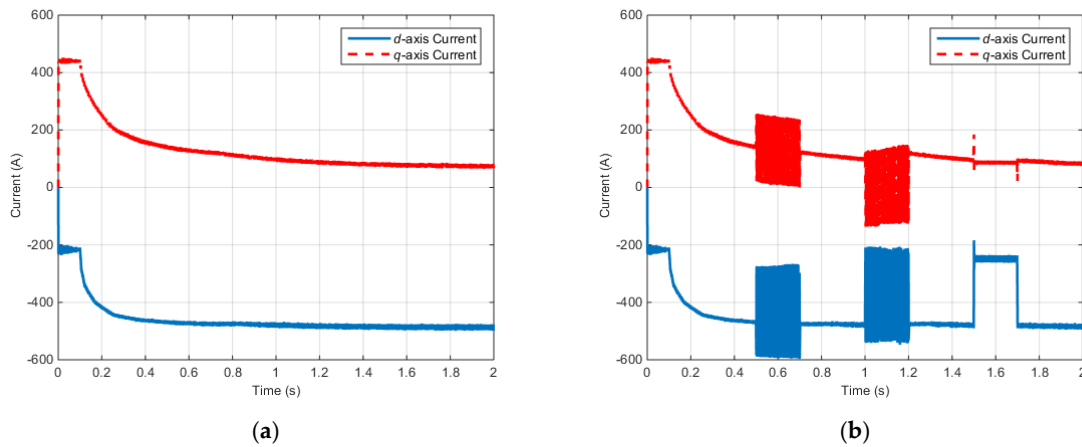 600
400
200
0
-200
-400
-600
Current (A)
d-axis Current
q-axis Current
0 0.2 0.4 0.6 0.8 1 1.2 1.4 1.6 1.8 2
Time (s)
(a)
600
400
200
0
-200
-400
-600
Current (A)
d-axis Current
q-axis Current
0 0.2 0.4 0.6 0.8 1 1.2 1.4 1.6 1.8 2
Time (s)
(b)